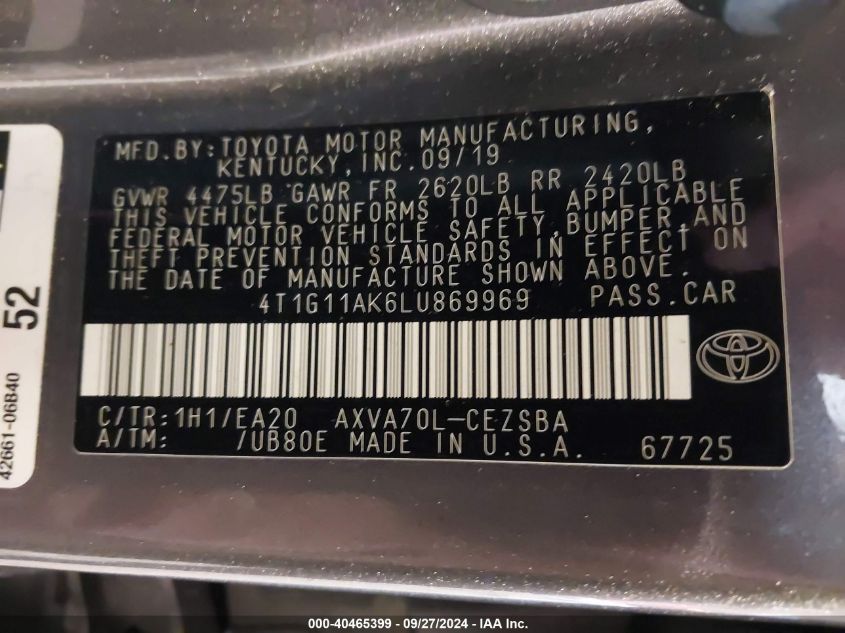 MFD.BY:TOYOTA MOTOR MANUFACTURING,
KENTUCKY,INC.09/19
GVWR 4475LB GAWR FR 2620LB RR 2420LB
THIS VEHICLE CONFORMS TO ALL APPLICABLE
FEDERAL MOTOR VEHICLE SAFETY,BUMPER,AND
THEFT PREVENTION STANDARDS IN EFFECT ON
THE DATE OF MANUFACTURE SHOWN ABOVE.
4T1G11AK6LU869969 PASS.CAR
C/TR:1H1/EA20 AXVA70L-CEZSBA
A/TM: /UB80E MADE IN U.S.A. 67725
52
42661-06B40
000-40465399 / 09/27/2024 - IAA Inc.